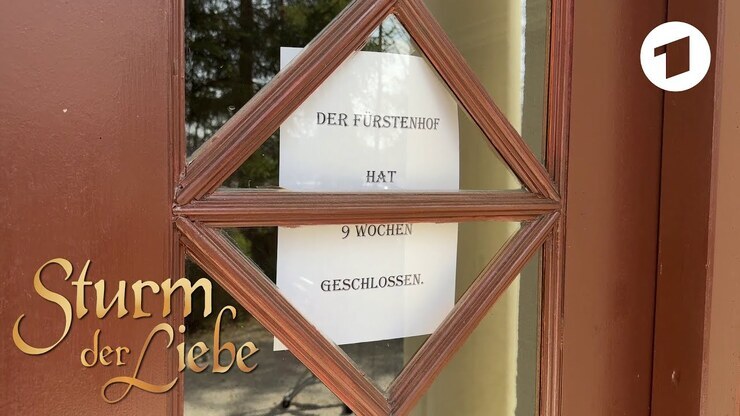 DER FÜRSTENHOF
HAT
9 WOCHEN
GESCHLOSSEN.
Sturm
der Liebe
1